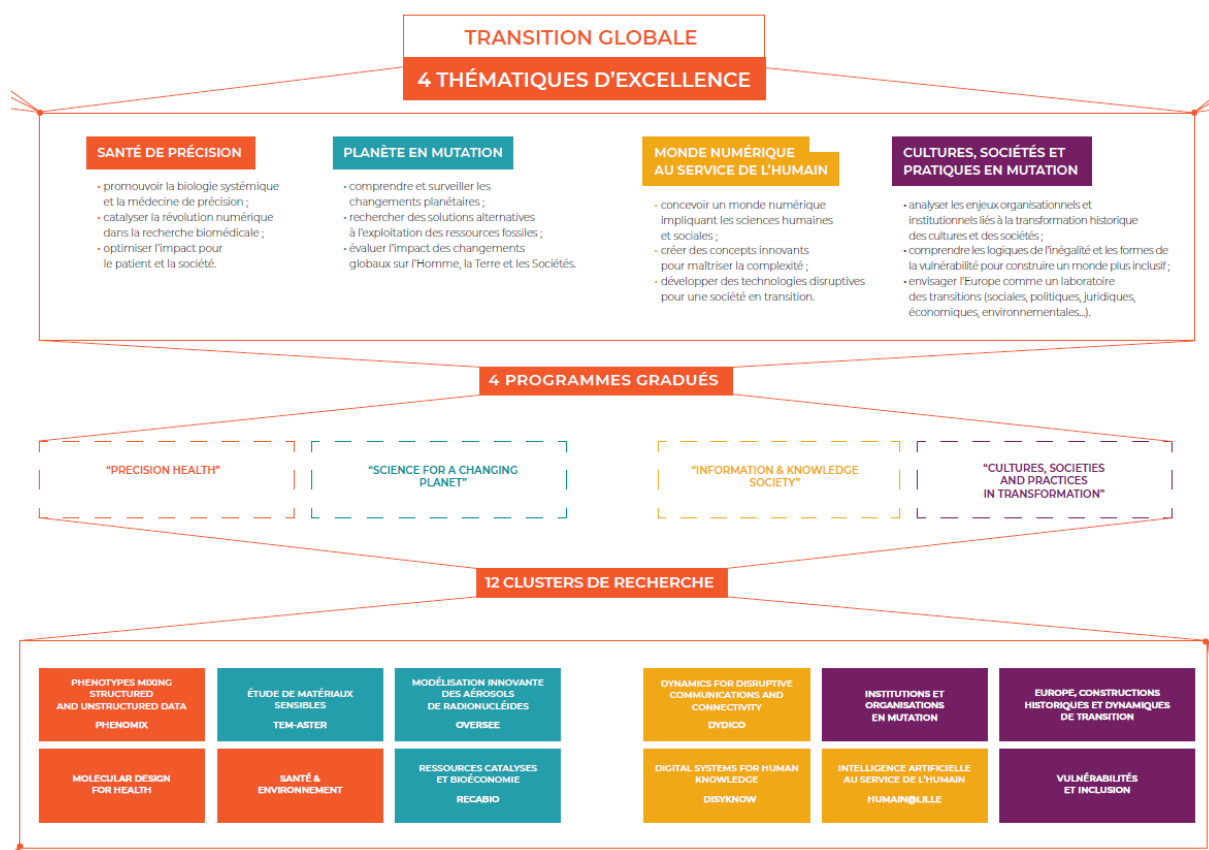 TRANSITION GLOBALE
4 THÉMATIQUES D'EXCELLENCE
SANTÉ DE PRÉCISION
- promouvoir la biologie systémique
et la médecine de précision ;
- catalyser la révolution numérique
dans la recherche biomédicale ;
- optimiser l'impact pour
le patient et la société.
PLANÈTE EN MUTATION
- comprendre et surveiller les
changements planétaires ;
- rechercher des solutions alternatives
à l'exploitation des ressources fossiles ;
- évaluer l'impact des changements
globaux sur l'Homme, la Terre et les Sociétés.
MONDE NUMÉRIQUE
AU SERVICE DE L'HUMAIN
- concevoir un monde numérique
impliquant les sciences humaines
et sociales ;
- créer des concepts innovants
pour maîtriser la complexité ;
- développer des technologies disruptives
pour une société en transition.
CULTURES, SOCIÉTÉS ET
PRATIQUES EN MUTATION
- analyser les enjeux organisationnels et
institutionnels liés à la transformation historique
des cultures et des sociétés ;
- comprendre les logiques de l'inégalité et les formes de
la vulnérabilité pour construire un monde plus inclusif ;
- envisager l'Europe comme un laboratoire
des transitions (sociales, politiques, juridiques,
économiques, environnementales...).
4 PROGRAMMES GRADUÉS
"PRECISION HEALTH"
"SCIENCE FOR A CHANGING
PLANET"
"INFORMATION & KNOWLEDGE
SOCIETY"
"CULTURES, SOCIETIES
AND PRACTICES
IN TRANSFORMATION"
12 CLUSTERS DE RECHERCHE
PHENOTYPES MIXING
STRUCTURED
AND UNSTRUCTURED DATA
PHENOMIX
ÉTUDE DE MATÉRIAUX
SENSIBLES
TEM-ASTER
MODÉLISATION INNOVANTE
DES AÉROSOLS
DE RADIONUCLÉIDES
OVERSEE
DYNAMICS FOR DISRUPTIVE
COMMUNICATIONS AND
CONNECTIVITY
DYDICO
INSTITUTIONS ET
ORGANISATIONS
EN MUTATION
EUROPE, CONSTRUCTIONS
HISTORIQUES ET DYNAMIQUES
DE TRANSITION
MOLECULAR DESIGN
FOR HEALTH
SANTÉ &
ENVIRONNEMENT
RESSOURCES CATALYSES
ET BIOÉCONOMIE
RECABIO
DIGITAL SYSTEMS FOR HUMAN
KNOWLEDGE
DISYKNOW
INTELLIGENCE ARTIFICIELLE
AU SERVICE DE L'HUMAIN
HUMAIN@LILLE
VULNÉRABILITÉS
ET INCLUSION